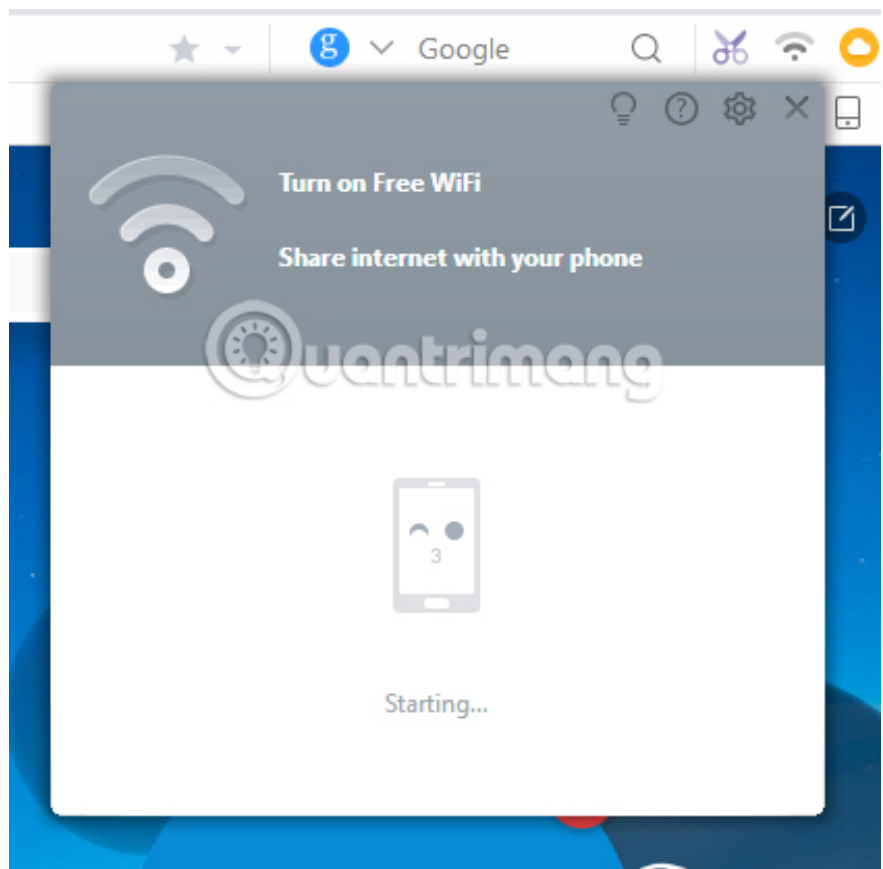 g Google
Turn on Free WiFi
Share internet with your phone
Quantrimang
3
Starting...